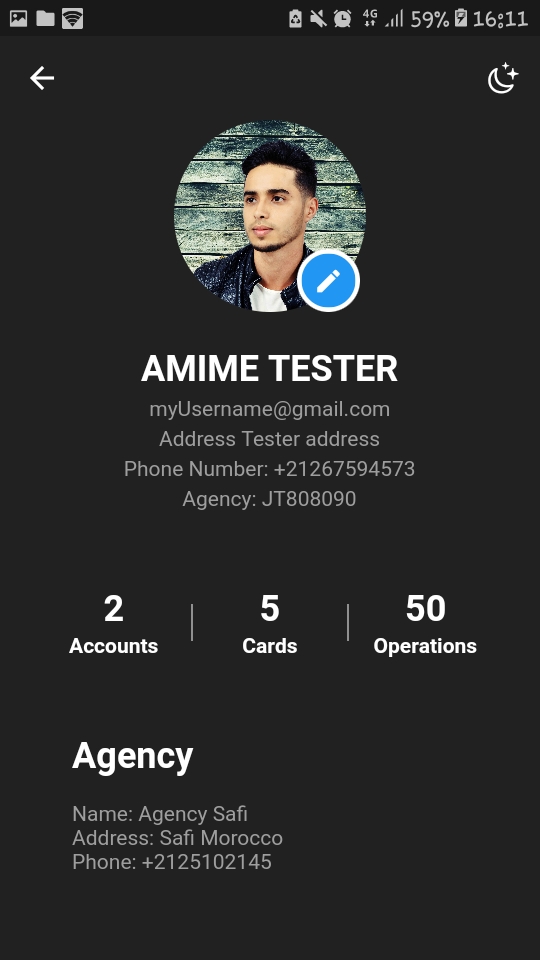 4G 59% 16:11
AMIME TESTER
myUsername@gmail.com
Address Tester address
Phone Number: +21267594573
Agency: JT808090
2 5 50
Accounts Cards Operations
Agency
Name: Agency Safi
Address: Safi Morocco
Phone: +2125102145